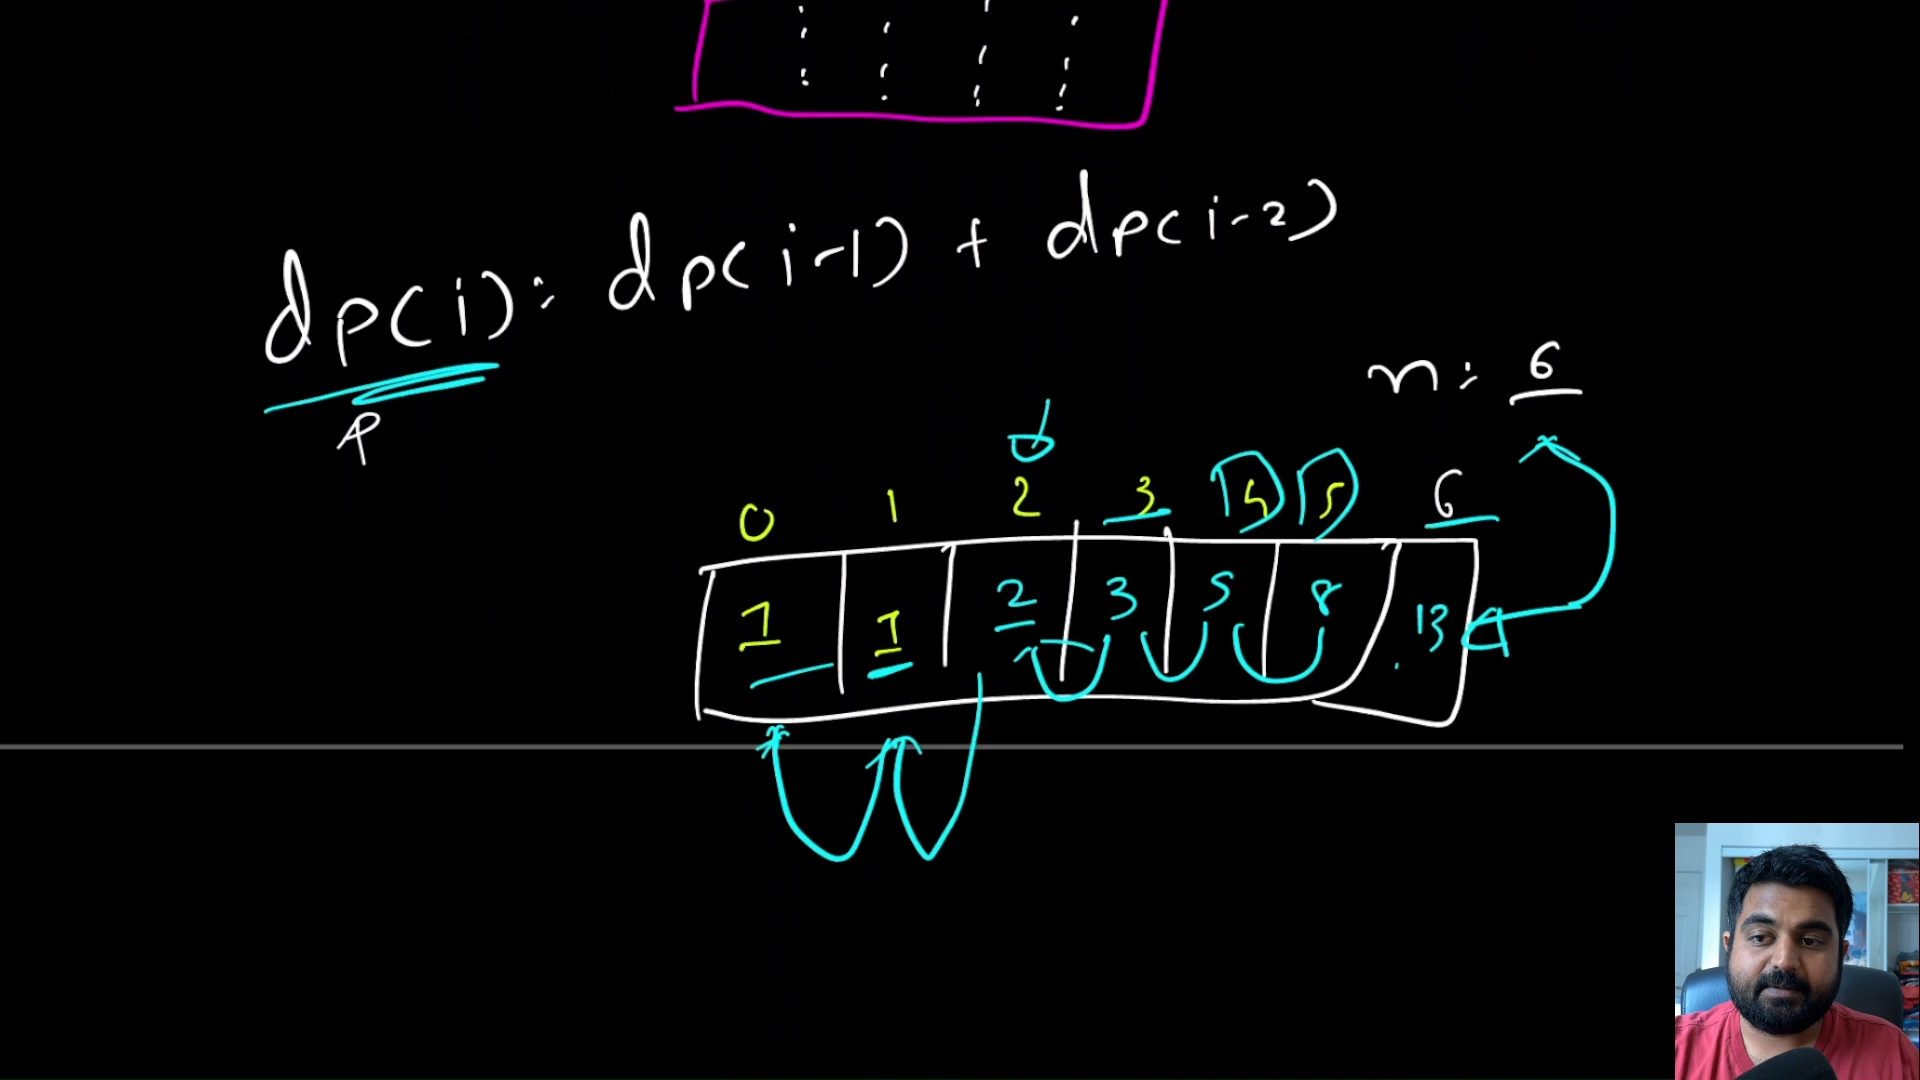 dp(i) : dp(i-1) + dp(i-2)
n : 6
0 1 2 3 4 5 6
1 1 2 3 5 8 13